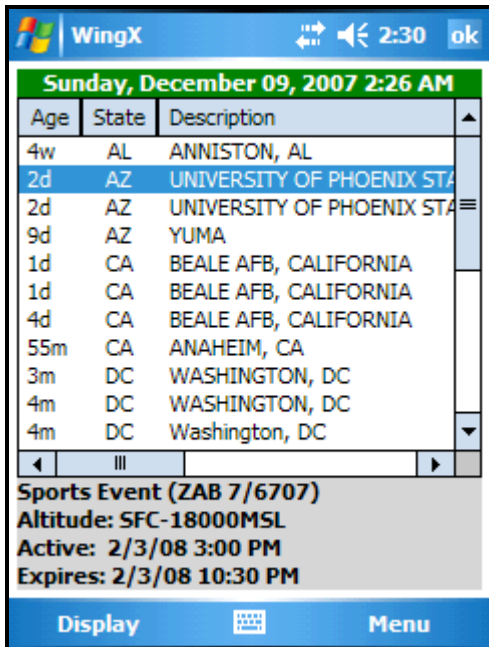 WingX 2:30 ok
Sunday, December 09, 2007 2:26 AM
Age State Description
4w AL ANNISTON, AL
2d AZ UNIVERSITY OF PHOENIX STA
2d AZ UNIVERSITY OF PHOENIX STA
9d AZ YUMA
1d CA BEALE AFB, CALIFORNIA
1d CA BEALE AFB, CALIFORNIA
4d CA BEALE AFB, CALIFORNIA
55m CA ANAHEIM, CA
3m DC WASHINGTON, DC
4m DC WASHINGTON, DC
4m DC Washington, DC
Sports Event (ZAB 7/6707)
Altitude: SFC-18000MSL
Active: 2/3/08 3:00 PM
Expires: 2/3/08 10:30 PM
Display Menu